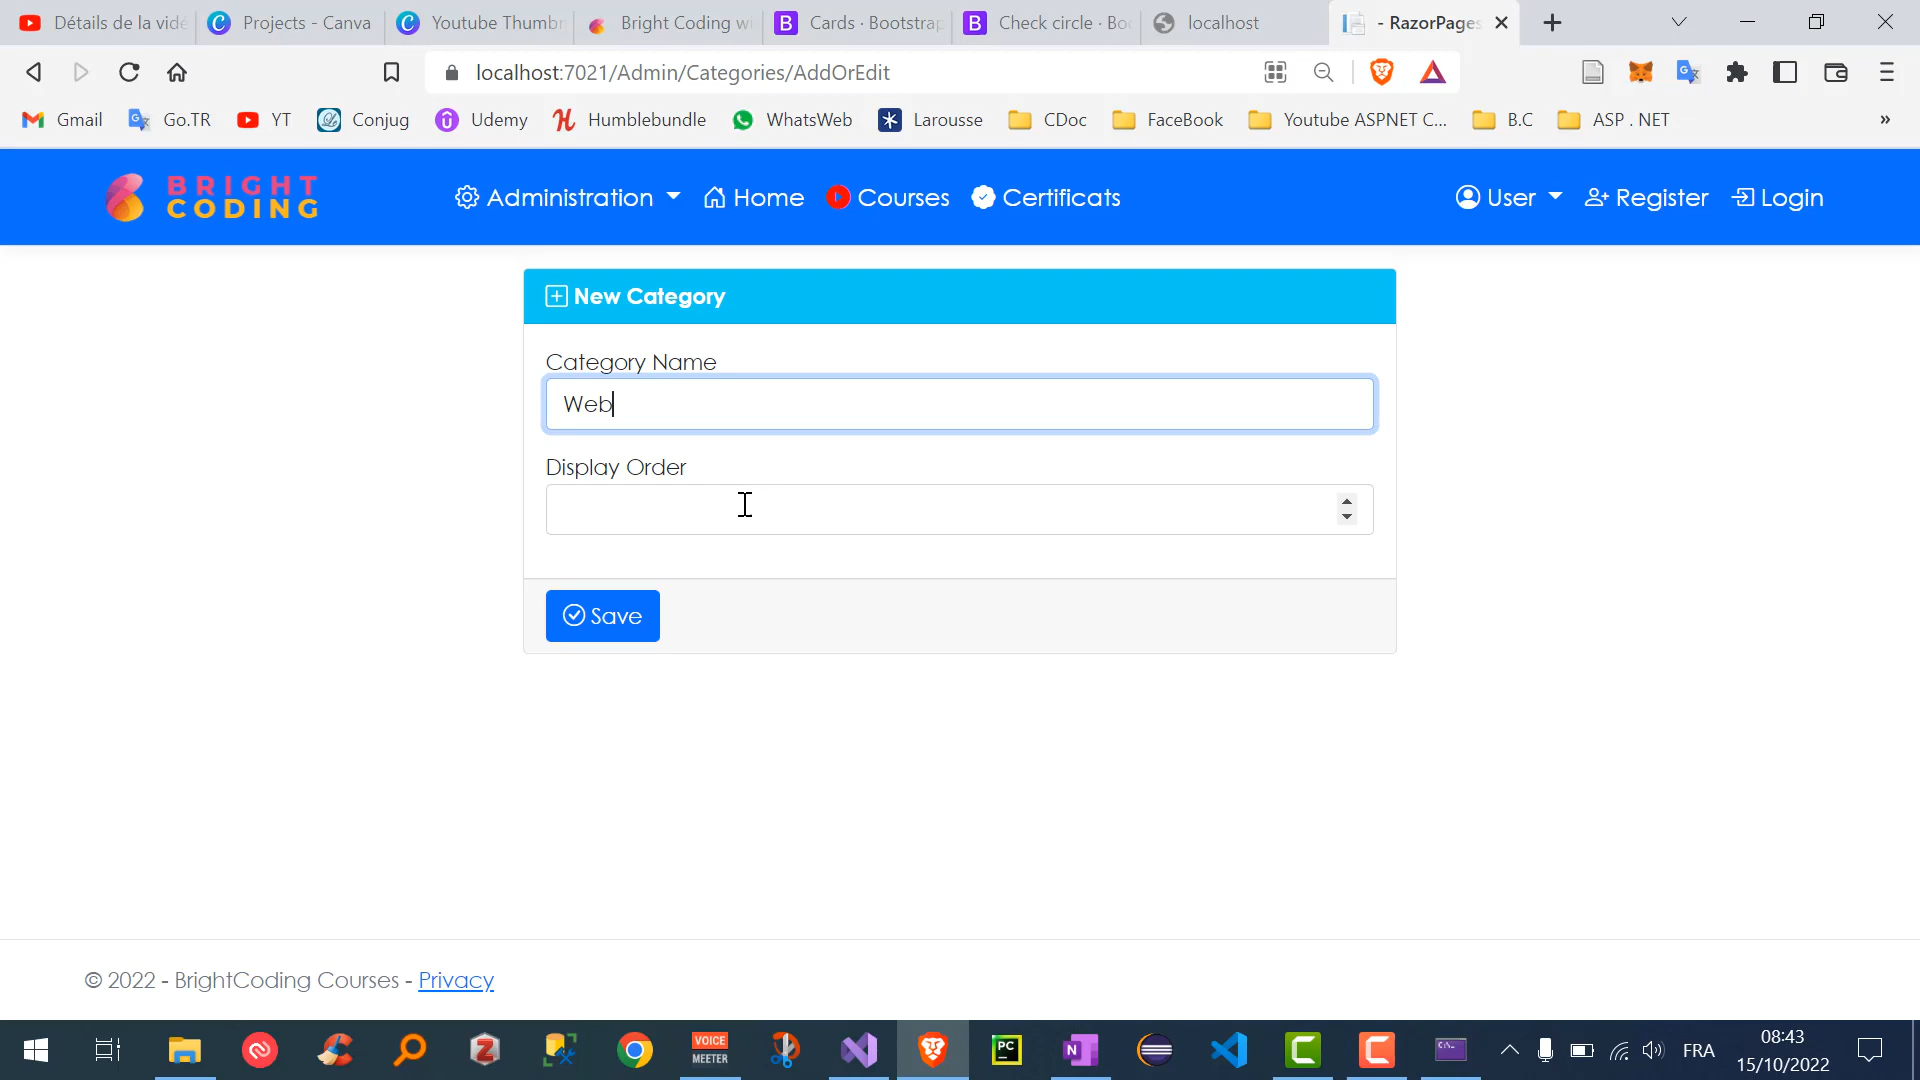 Détails de la vidé
Projects - Canva
Youtube Thumbn
Bright Coding wi
Cards · Bootstrap
Check circle · Boo
localhost
- RazorPages
localhost:7021/Admin/Categories/AddOrEdit
Gmail
Go.TR
YT
Conjug
Udemy
Humblebundle
WhatsWeb
Larousse
CDoc
FaceBook
Youtube ASPNET C...
B.C
ASP . NET
»
BRIGHT
CODING
Administration
Home
Courses
Certificats
User
Register
Login
New Category
Category Name
Web
Display Order
Save
© 2022 - BrightCoding Courses - Privacy
VOICE
MEETER
PC
N
FRA
08:43
15/10/2022